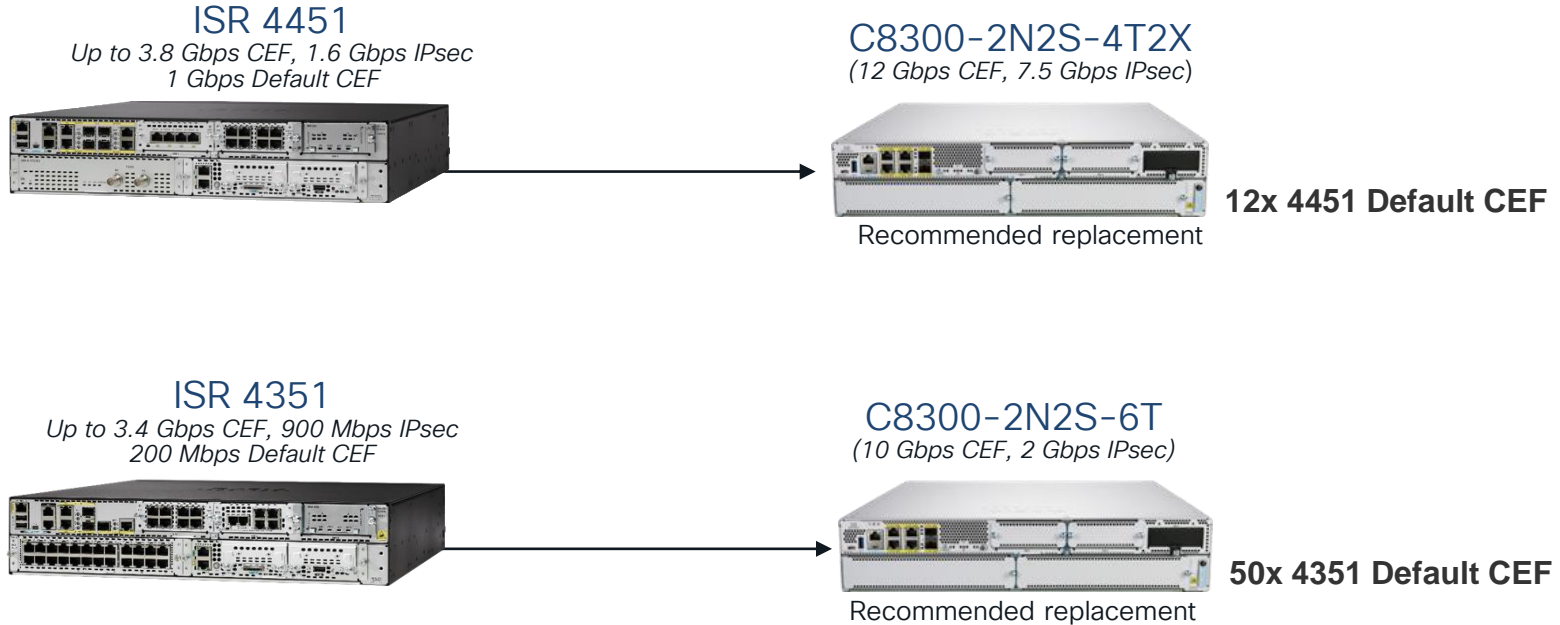 ISR 4451
Up to 3.8 Gbps CEF, 1.6 Gbps IPsec
1 Gbps Default CEF
C8300-2N2S-4T2X
(12 Gbps CEF, 7.5 Gbps IPsec)
12x 4451 Default CEF
Recommended replacement
ISR 4351
Up to 3.4 Gbps CEF, 900 Mbps IPsec
200 Mbps Default CEF
C8300-2N2S-6T
(10 Gbps CEF, 2 Gbps IPsec)
50x 4351 Default CEF
Recommended replacement